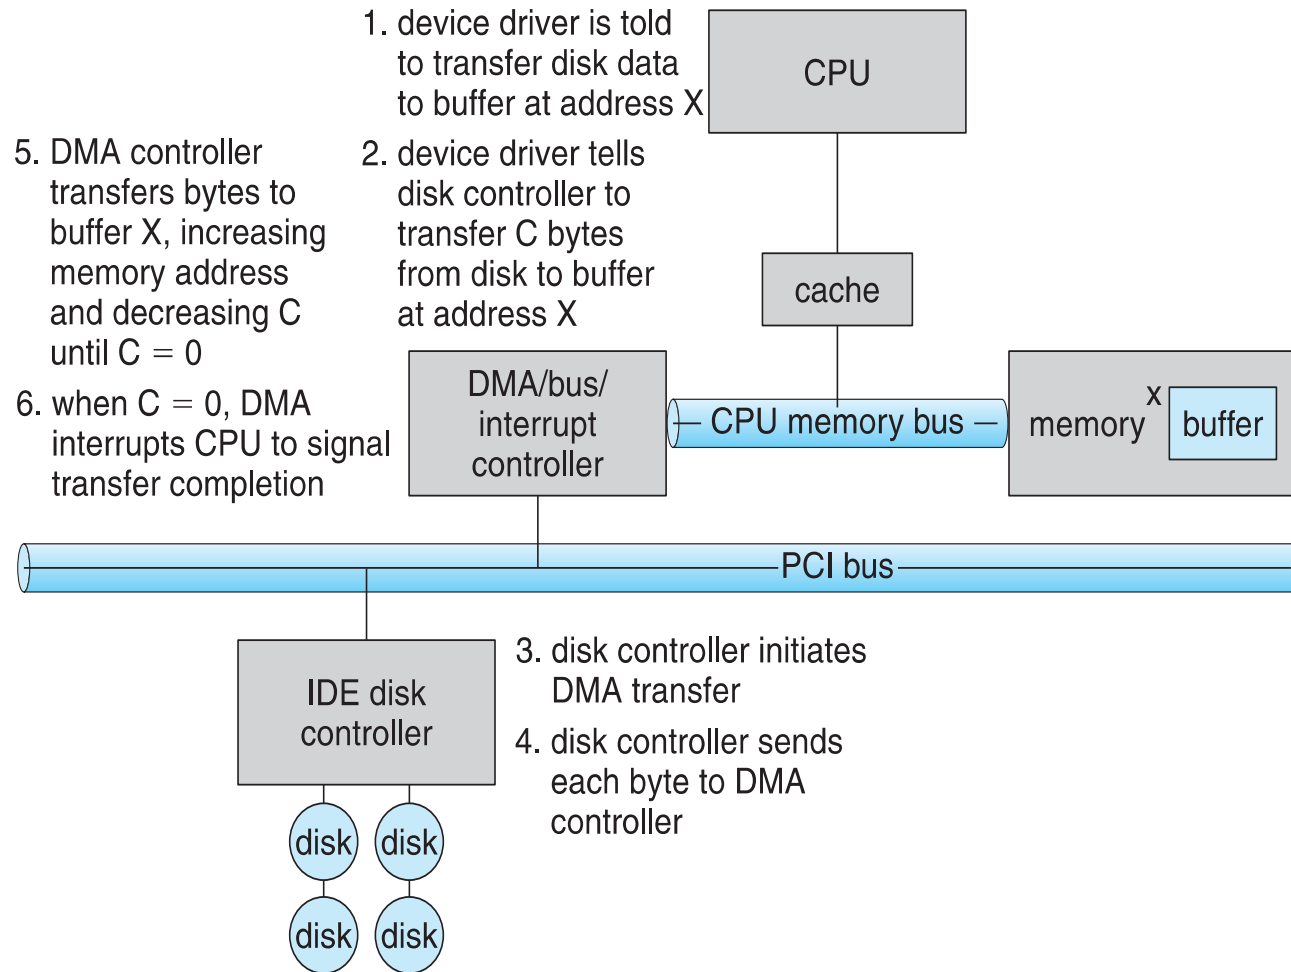 1. device driver is told
to transfer disk data
to buffer at address X
CPU
5. DMA controller
transfers bytes to
buffer X, increasing
memory address
and decreasing C
until C = 0
2. device driver tells
disk controller to
transfer C bytes
from disk to buffer
at address X
cache
6. when C = 0, DMA
interrupts CPU to signal
transfer completion
DMA/bus/
interrupt
controller
CPU memory bus
memory
x
buffer
PCI bus
IDE disk
controller
3. disk controller initiates
DMA transfer
4. disk controller sends
each byte to DMA
controller
disk
disk
disk
disk